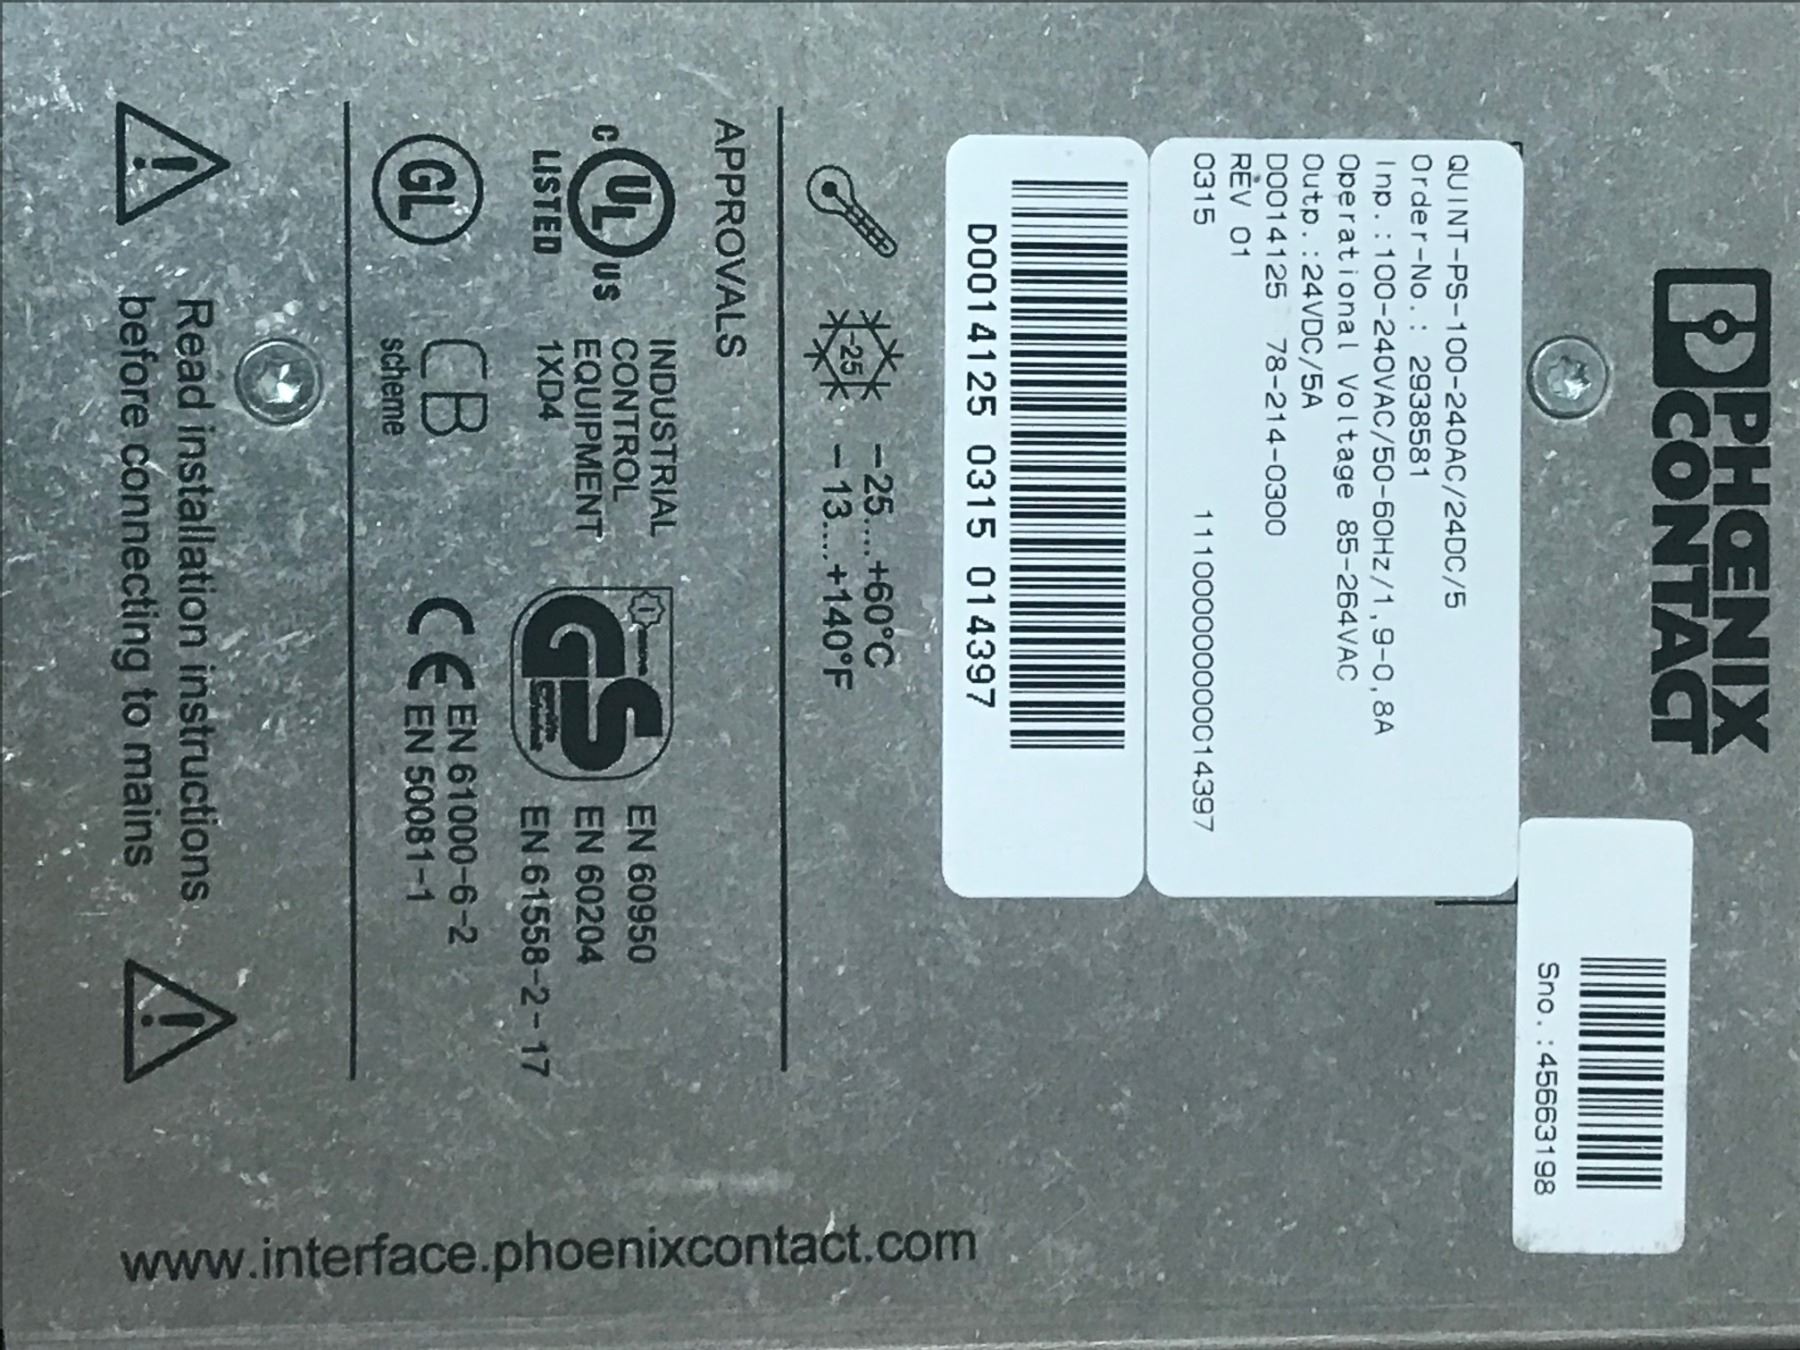 PHOENIX
CONTACT
Sno.:45663198
QUINT-PS-100-240AC/24DC/5
Order-No.: 2938581
Inp.:100-240VAC/50-60Hz/1,9-0,8A
Operational Voltage 85-264VAC
Outp.:24VDC/5A
D0014125 78-214-0300
REV 01
0315 1110000000014397
D0014125 0315 014397
-25
-25....+60°C
-13....+140°F
APPROVALS
C UL US
LISTED
INDUSTRIAL
CONTROL
EQUIPMENT
1XD4
GS
EN 60950
EN 60204
EN 61558-2-17
GL
CB
scheme
CE
EN 61000-6-2
EN 50081-1
Read installation instructions
before connecting to mains
www.interface.phoenixcontact.com